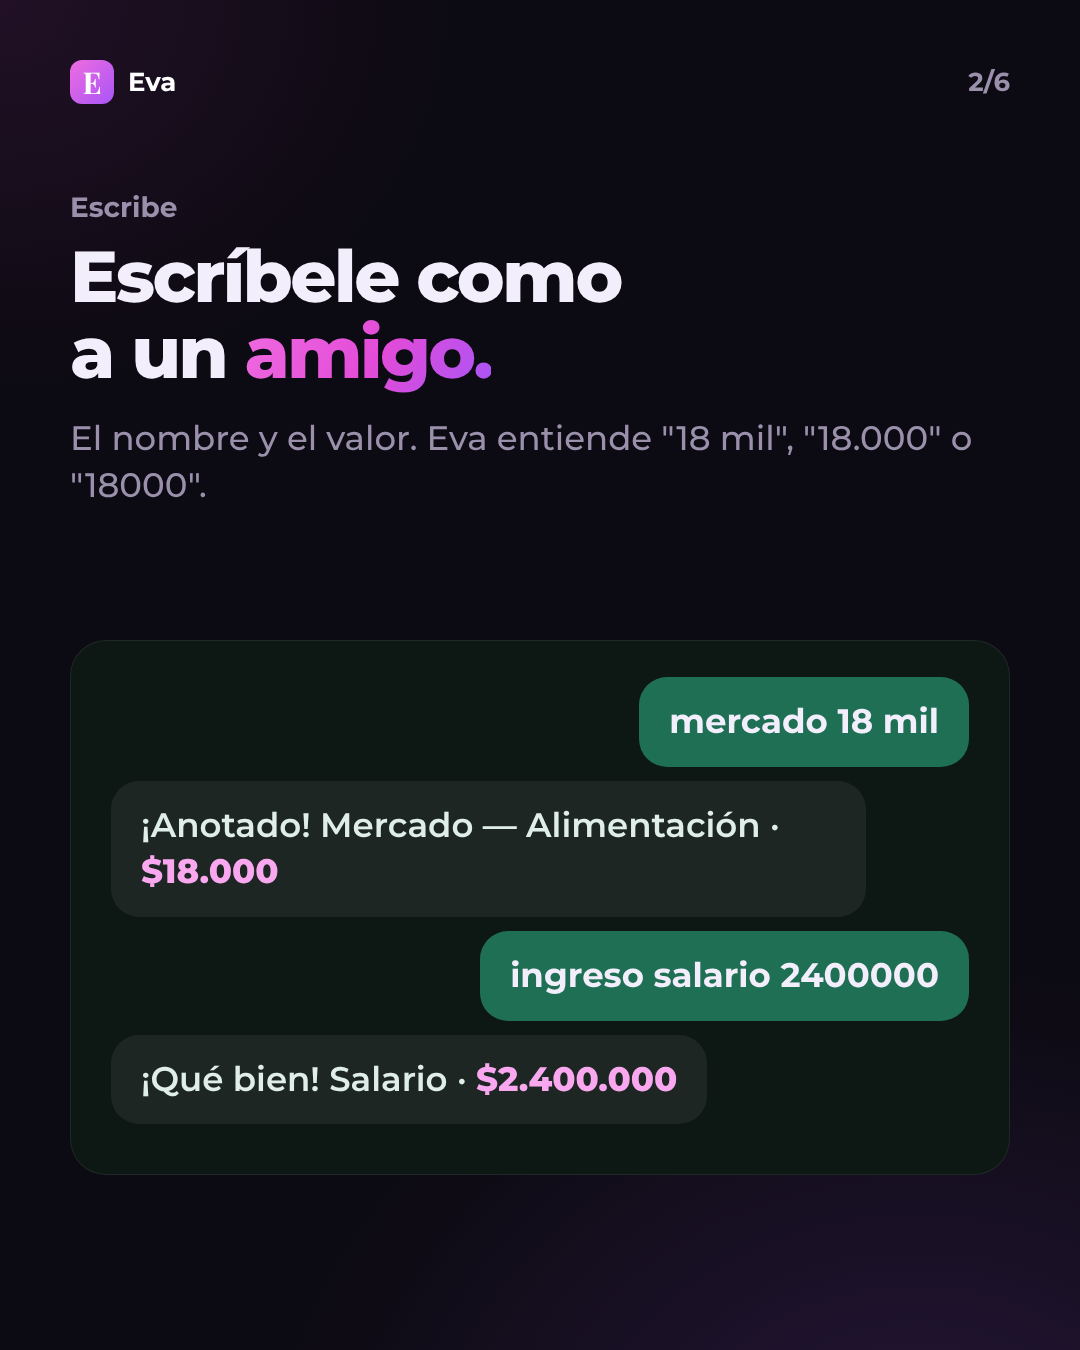 E Eva
2/6
Escribe
Escríbele como
a un amigo.
El nombre y el valor. Eva entiende "18 mil", "18.000" o
"18000".
mercado 18 mil
¡Anotado! Mercado — Alimentación ·
$18.000
ingreso salario 2400000
¡Qué bien! Salario · $2.400.000